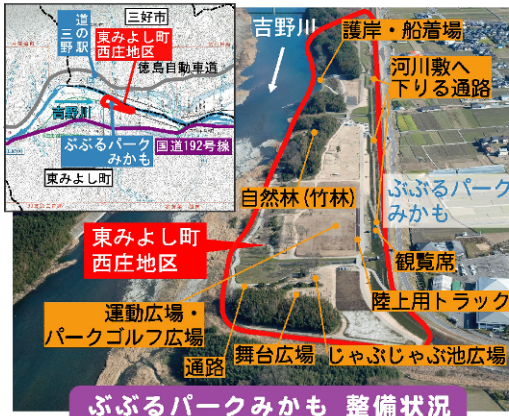 三好市
道の駅
三野
東みよし町
西庄地区
徳島自動車道
吉野川
ぶぶるパーク
みかも
国道192号線
東みよし町
吉野川
護岸・船着場
河川敷へ
下りる通路
自然林(竹林)
ぶぶるパーク
みかも
東みよし町
西庄地区
観覧席
陸上用トラック
運動広場・
パークゴルフ広場
通路
舞台広場
じゃぶじゃぶ池広場
ぶぶるパークみかも 整備状況